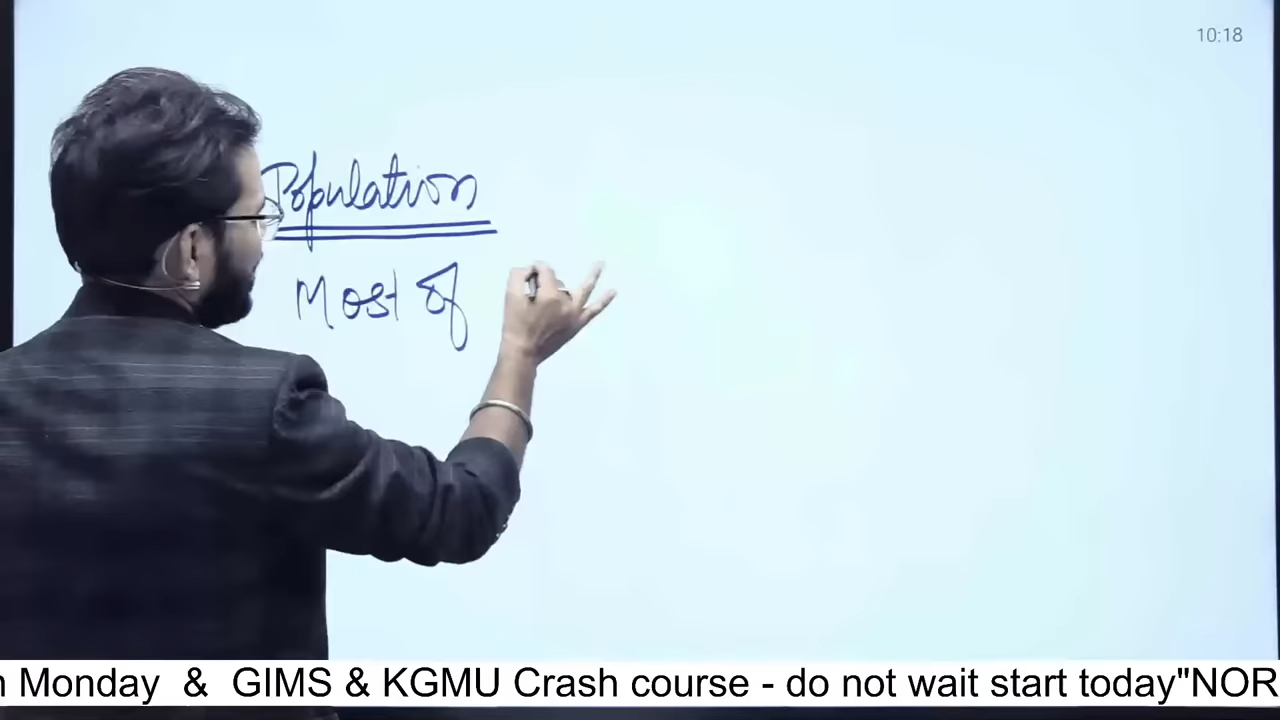 10:18
Population
Most of
n Monday & GIMS & KGMU Crash course - do not wait start today"NOR